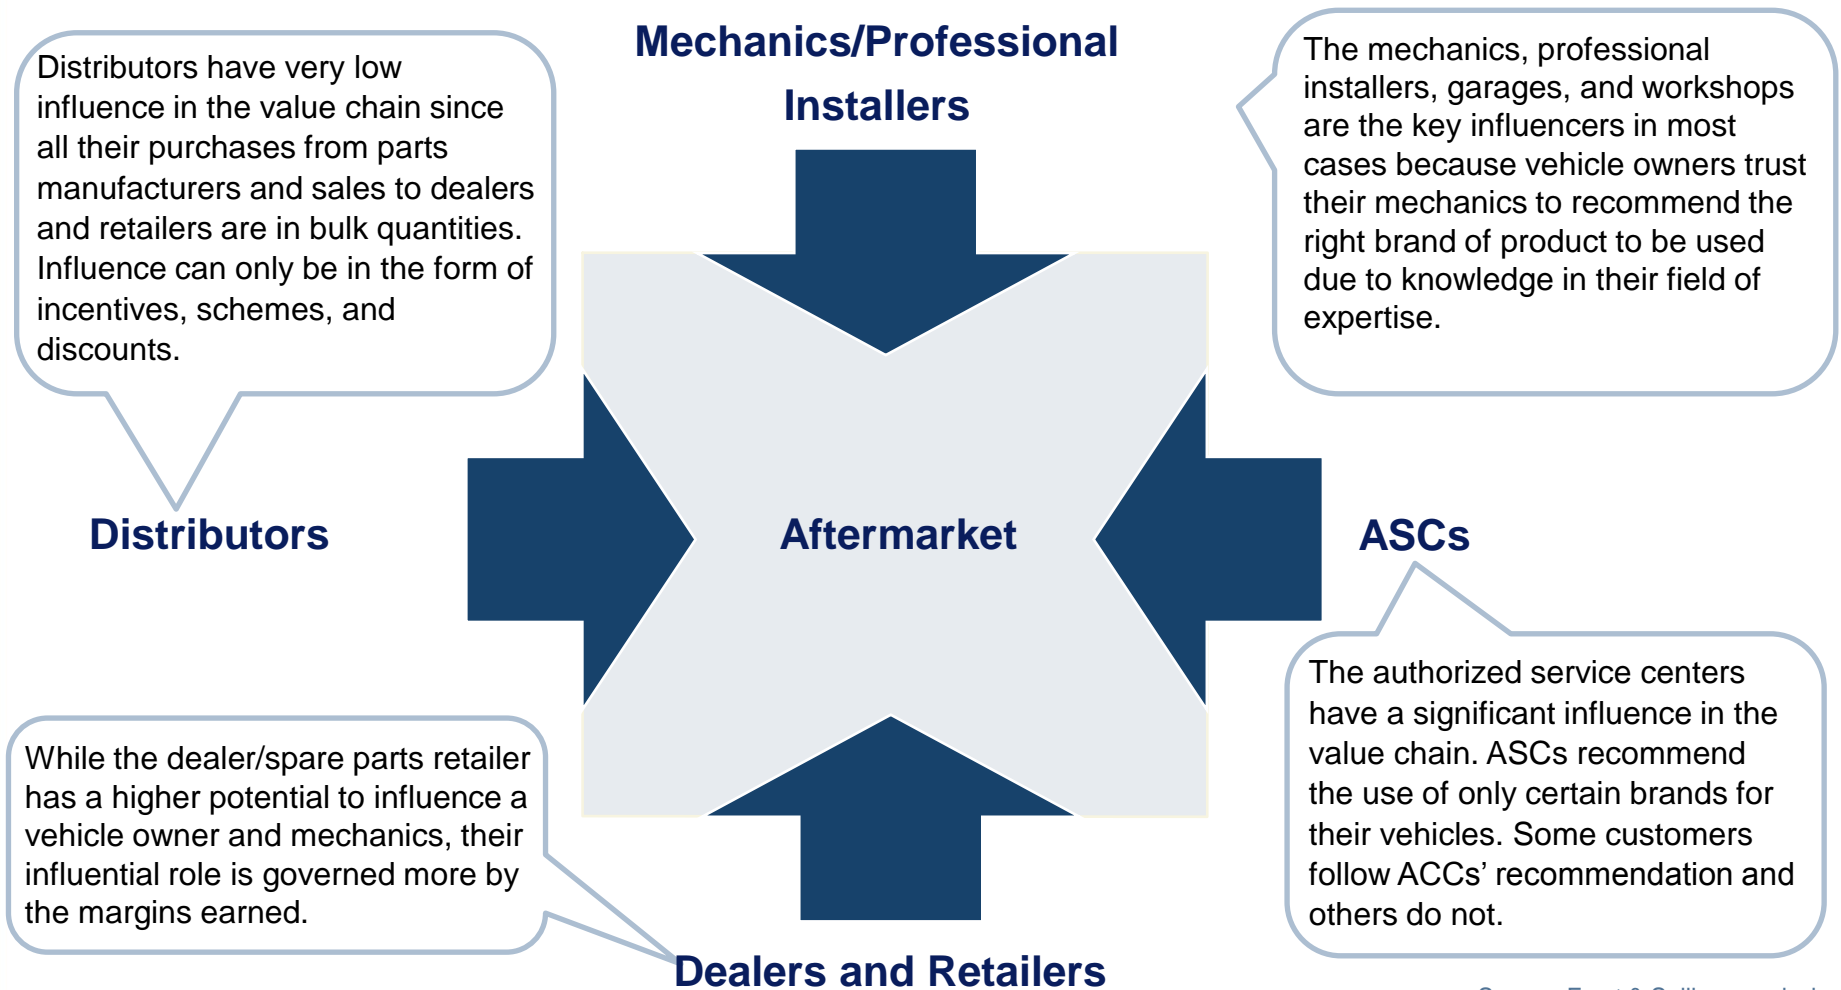 Mechanics/Professional
Installers
Distributors have very low
influence in the value chain since
all their purchases from parts
manufacturers and sales to dealers
and retailers are in bulk quantities.
Influence can only be in the form of
incentives, schemes, and
discounts.
The mechanics, professional
installers, garages, and workshops
are the key influencers in most
cases because vehicle owners trust
their mechanics to recommend the
right brand of product to be used
due to knowledge in their field of
expertise.
Distributors
Aftermarket
ASCs
While the dealer/spare parts retailer
has a higher potential to influence a
vehicle owner and mechanics, their
influential role is governed more by
the margins earned.
The authorized service centers
have a significant influence in the
value chain. ASCs recommend
the use of only certain brands for
their vehicles. Some customers
follow ACCs’ recommendation and
others do not.
Dealers and Retailers